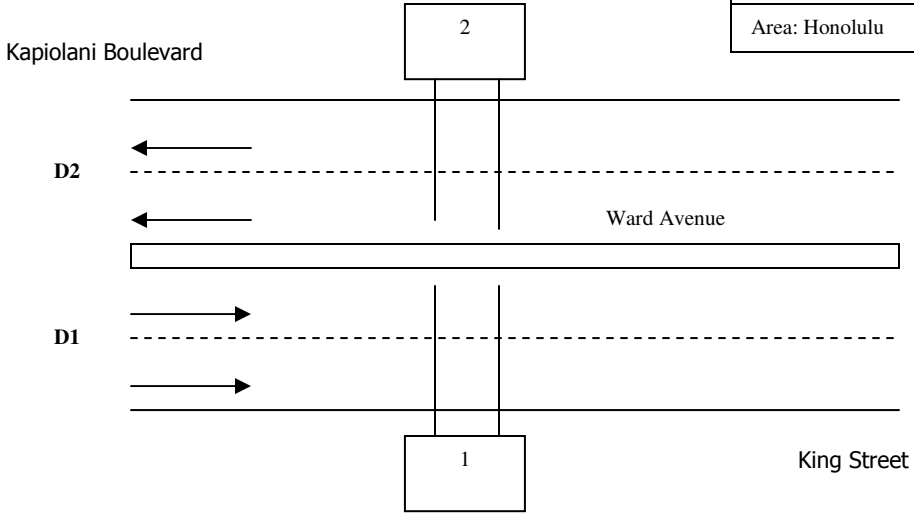 2
Area: Honolulu
Kapiolani Boulevard
D2
Ward Avenue
D1
1
King Street